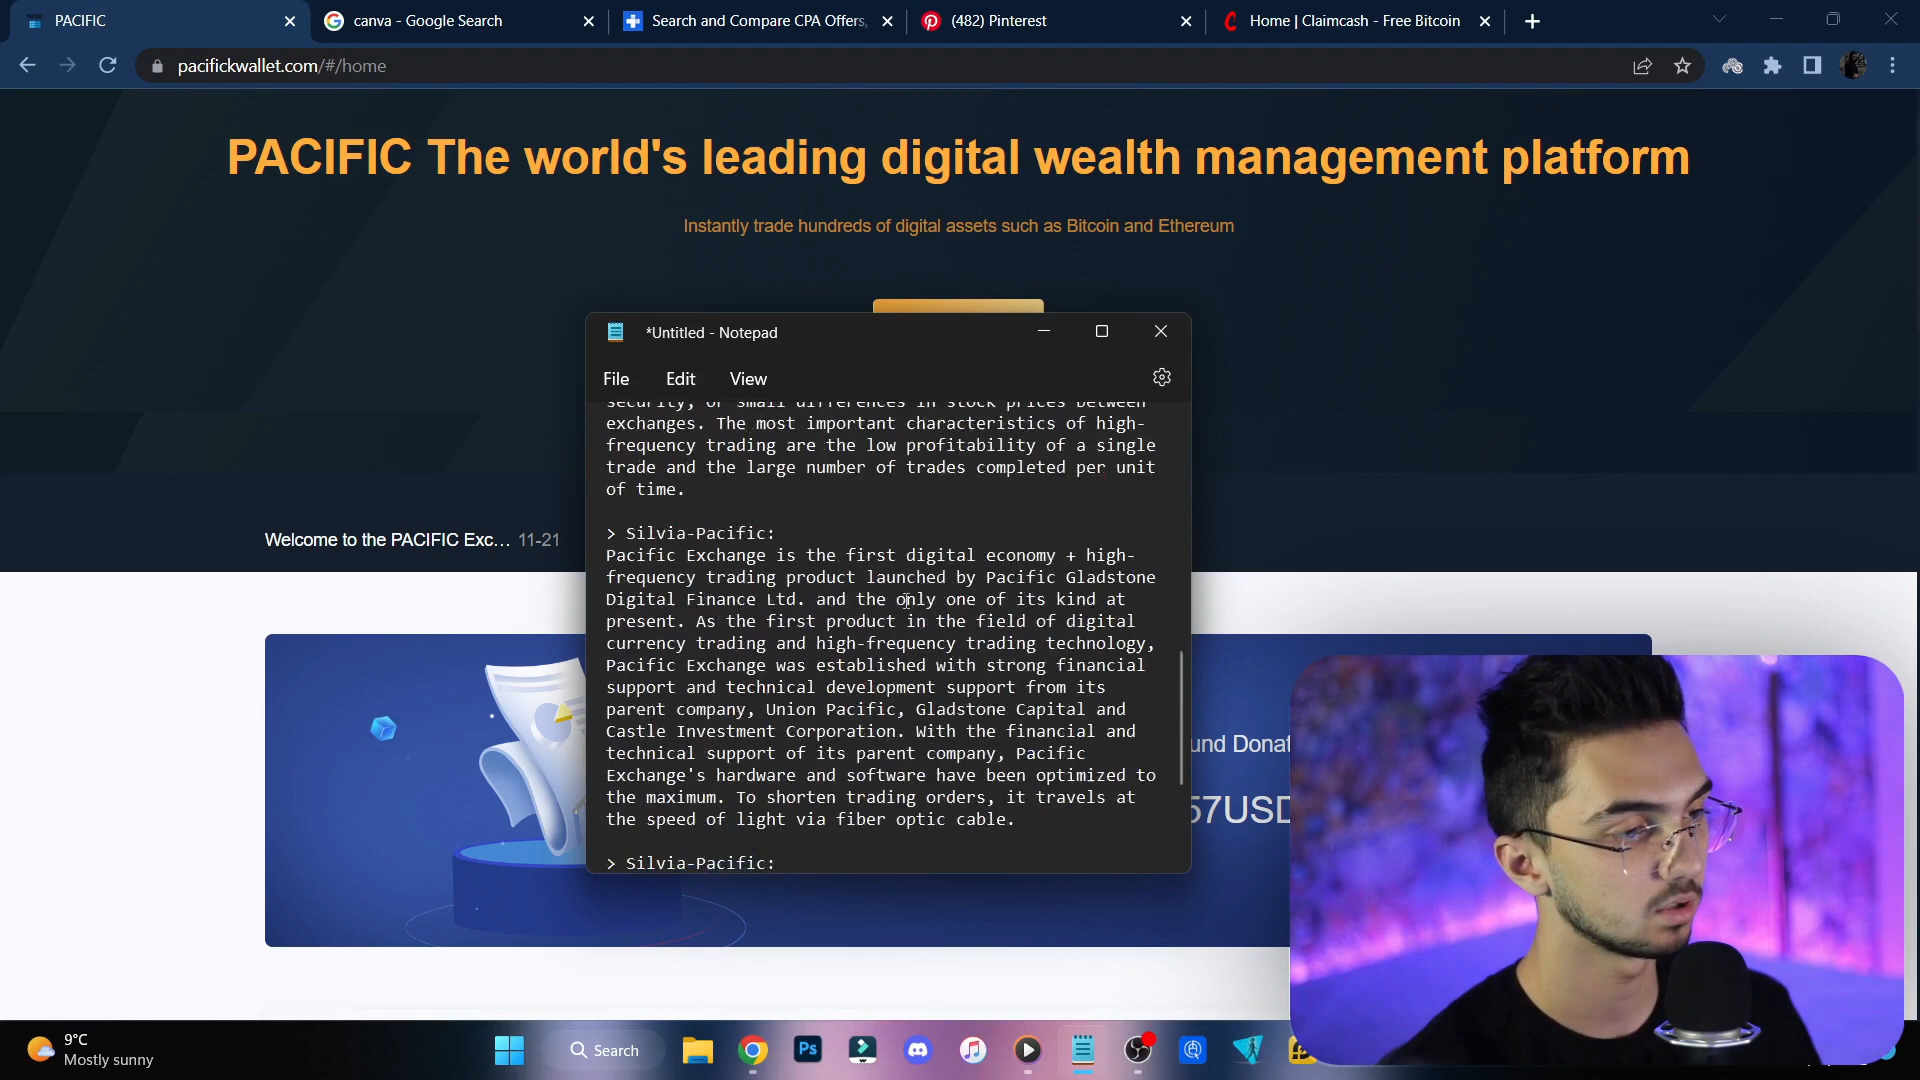 PACIFIC
canva - Google Search
Search and Compare CPA Offers,
(482) Pinterest
Home | Claimcash - Free Bitcoin
pacifickwallet.com/#/home
PACIFIC The world's leading digital wealth management platform
Instantly trade hundreds of digital assets such as Bitcoin and Ethereum
*Untitled - Notepad
File Edit View
security, or small differences in stock prices between
exchanges. The most important characteristics of high-
frequency trading are the low profitability of a single
trade and the large number of trades completed per unit
of time.
> Silvia-Pacific:
Pacific Exchange is the first digital economy + high-
frequency trading product launched by Pacific Gladstone
Digital Finance Ltd. and the only one of its kind at
present. As the first product in the field of digital
currency trading and high-frequency trading technology,
Pacific Exchange was established with strong financial
support and technical development support from its
parent company, Union Pacific, Gladstone Capital and
Castle Investment Corporation. With the financial and
technical support of its parent company, Pacific
Exchange's hardware and software have been optimized to
the maximum. To shorten trading orders, it travels at
the speed of light via fiber optic cable.
> Silvia-Pacific:
Welcome to the PACIFIC Exc... 11-21
und Donat
57USD
9°C
Mostly sunny
Search
Ps